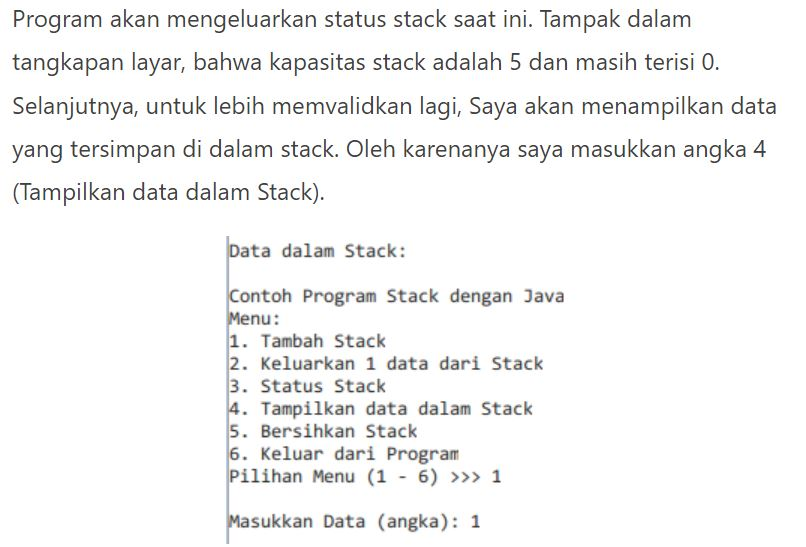 Program akan mengeluarkan status stack saat ini. Tampak dalam
tangkapan layar, bahwa kapasitas stack adalah 5 dan masih terisi 0.
Selanjutnya, untuk lebih memvalidkan lagi, Saya akan menampilkan data
yang tersimpan di dalam stack. Oleh karenanya saya masukkan angka 4
(Tampilkan data dalam Stack).
Data dalam Stack:
Contoh Program Stack dengan Java
Menu:
1. Tambah Stack
2. Keluarkan 1 data dari Stack
3. Status Stack
4. Tampilkan data dalam Stack
5. Bersihkan Stack
6. Keluar dari Program
Pilihan Menu (1 - 6) >>> 1
Masukkan Data (angka): 1